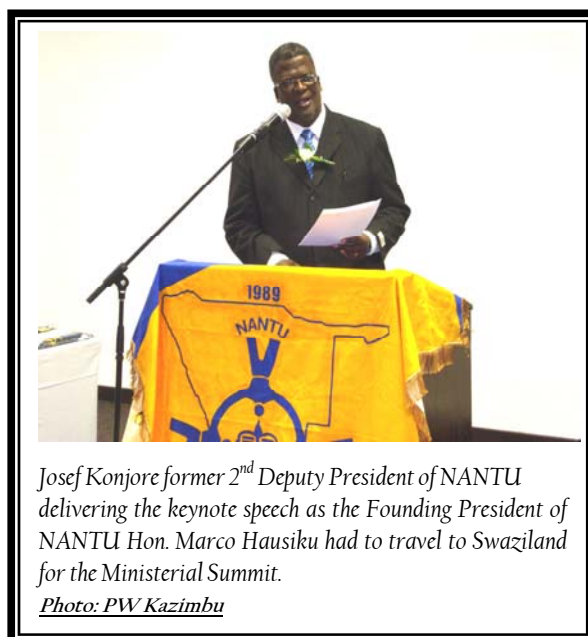 1989
NANTU
Josef Konjore former 2nd Deputy President of NANTU
delivering the keynote speech as the Founding President of
NANTU Hon. Marco Hausiku had to travel to Swaziland
for the Ministerial Summit.
Photo: PW Kazimbu